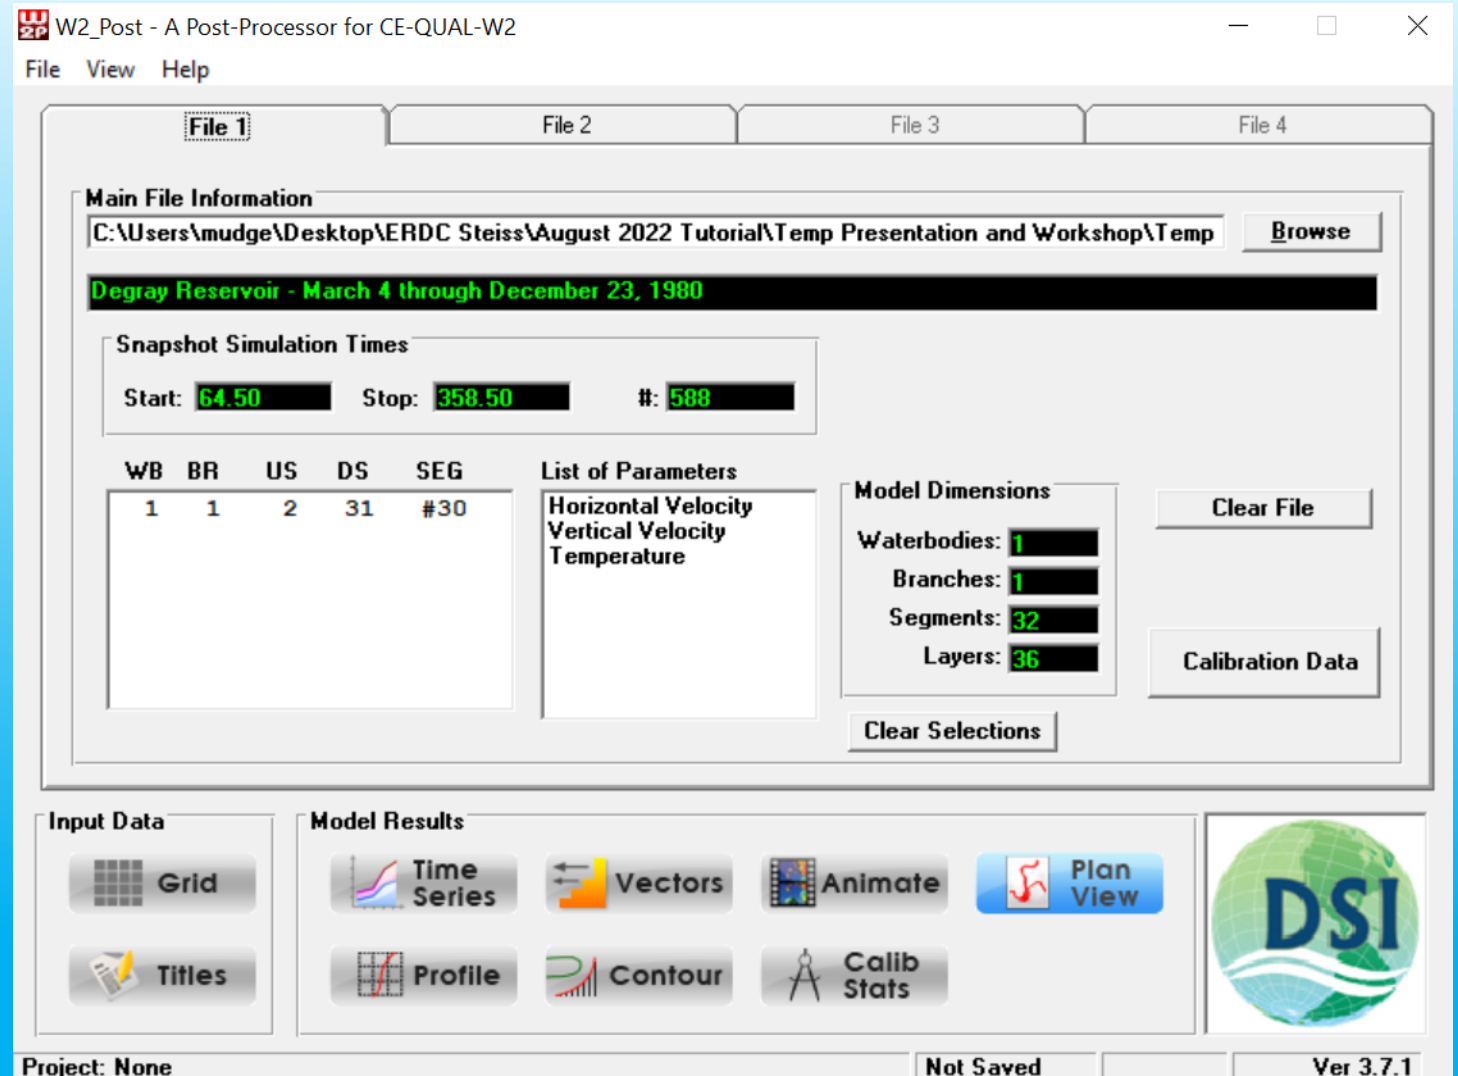 W2_Post - A Post-Processor for CE-QUAL-W2
File View Help
File 1 File 2 File 3 File 4
Main File Information
C:\Users\mudge\Desktop\ERDC Steiss\August 2022 Tutorial\Temp Presentation and Workshop\Temp Browse
Degray Reservoir - March 4 through December 23, 1980
Snapshot Simulation Times
Start: 64.50 Stop: 358.50 #: 588
WB BR US DS SEG
1 1 2 31 #30
List of Parameters
Horizontal Velocity
Vertical Velocity
Temperature
Model Dimensions
Waterbodies: 1
Branches: 1
Segments: 32
Layers: 36
Clear File
Calibration Data
Clear Selections
Input Data
Grid
Titles
Model Results
Time Series
Vectors
Animate
Plan View
Profile
Contour
Calib Stats
DSI
Project: None Not Saved Ver 3.7.1